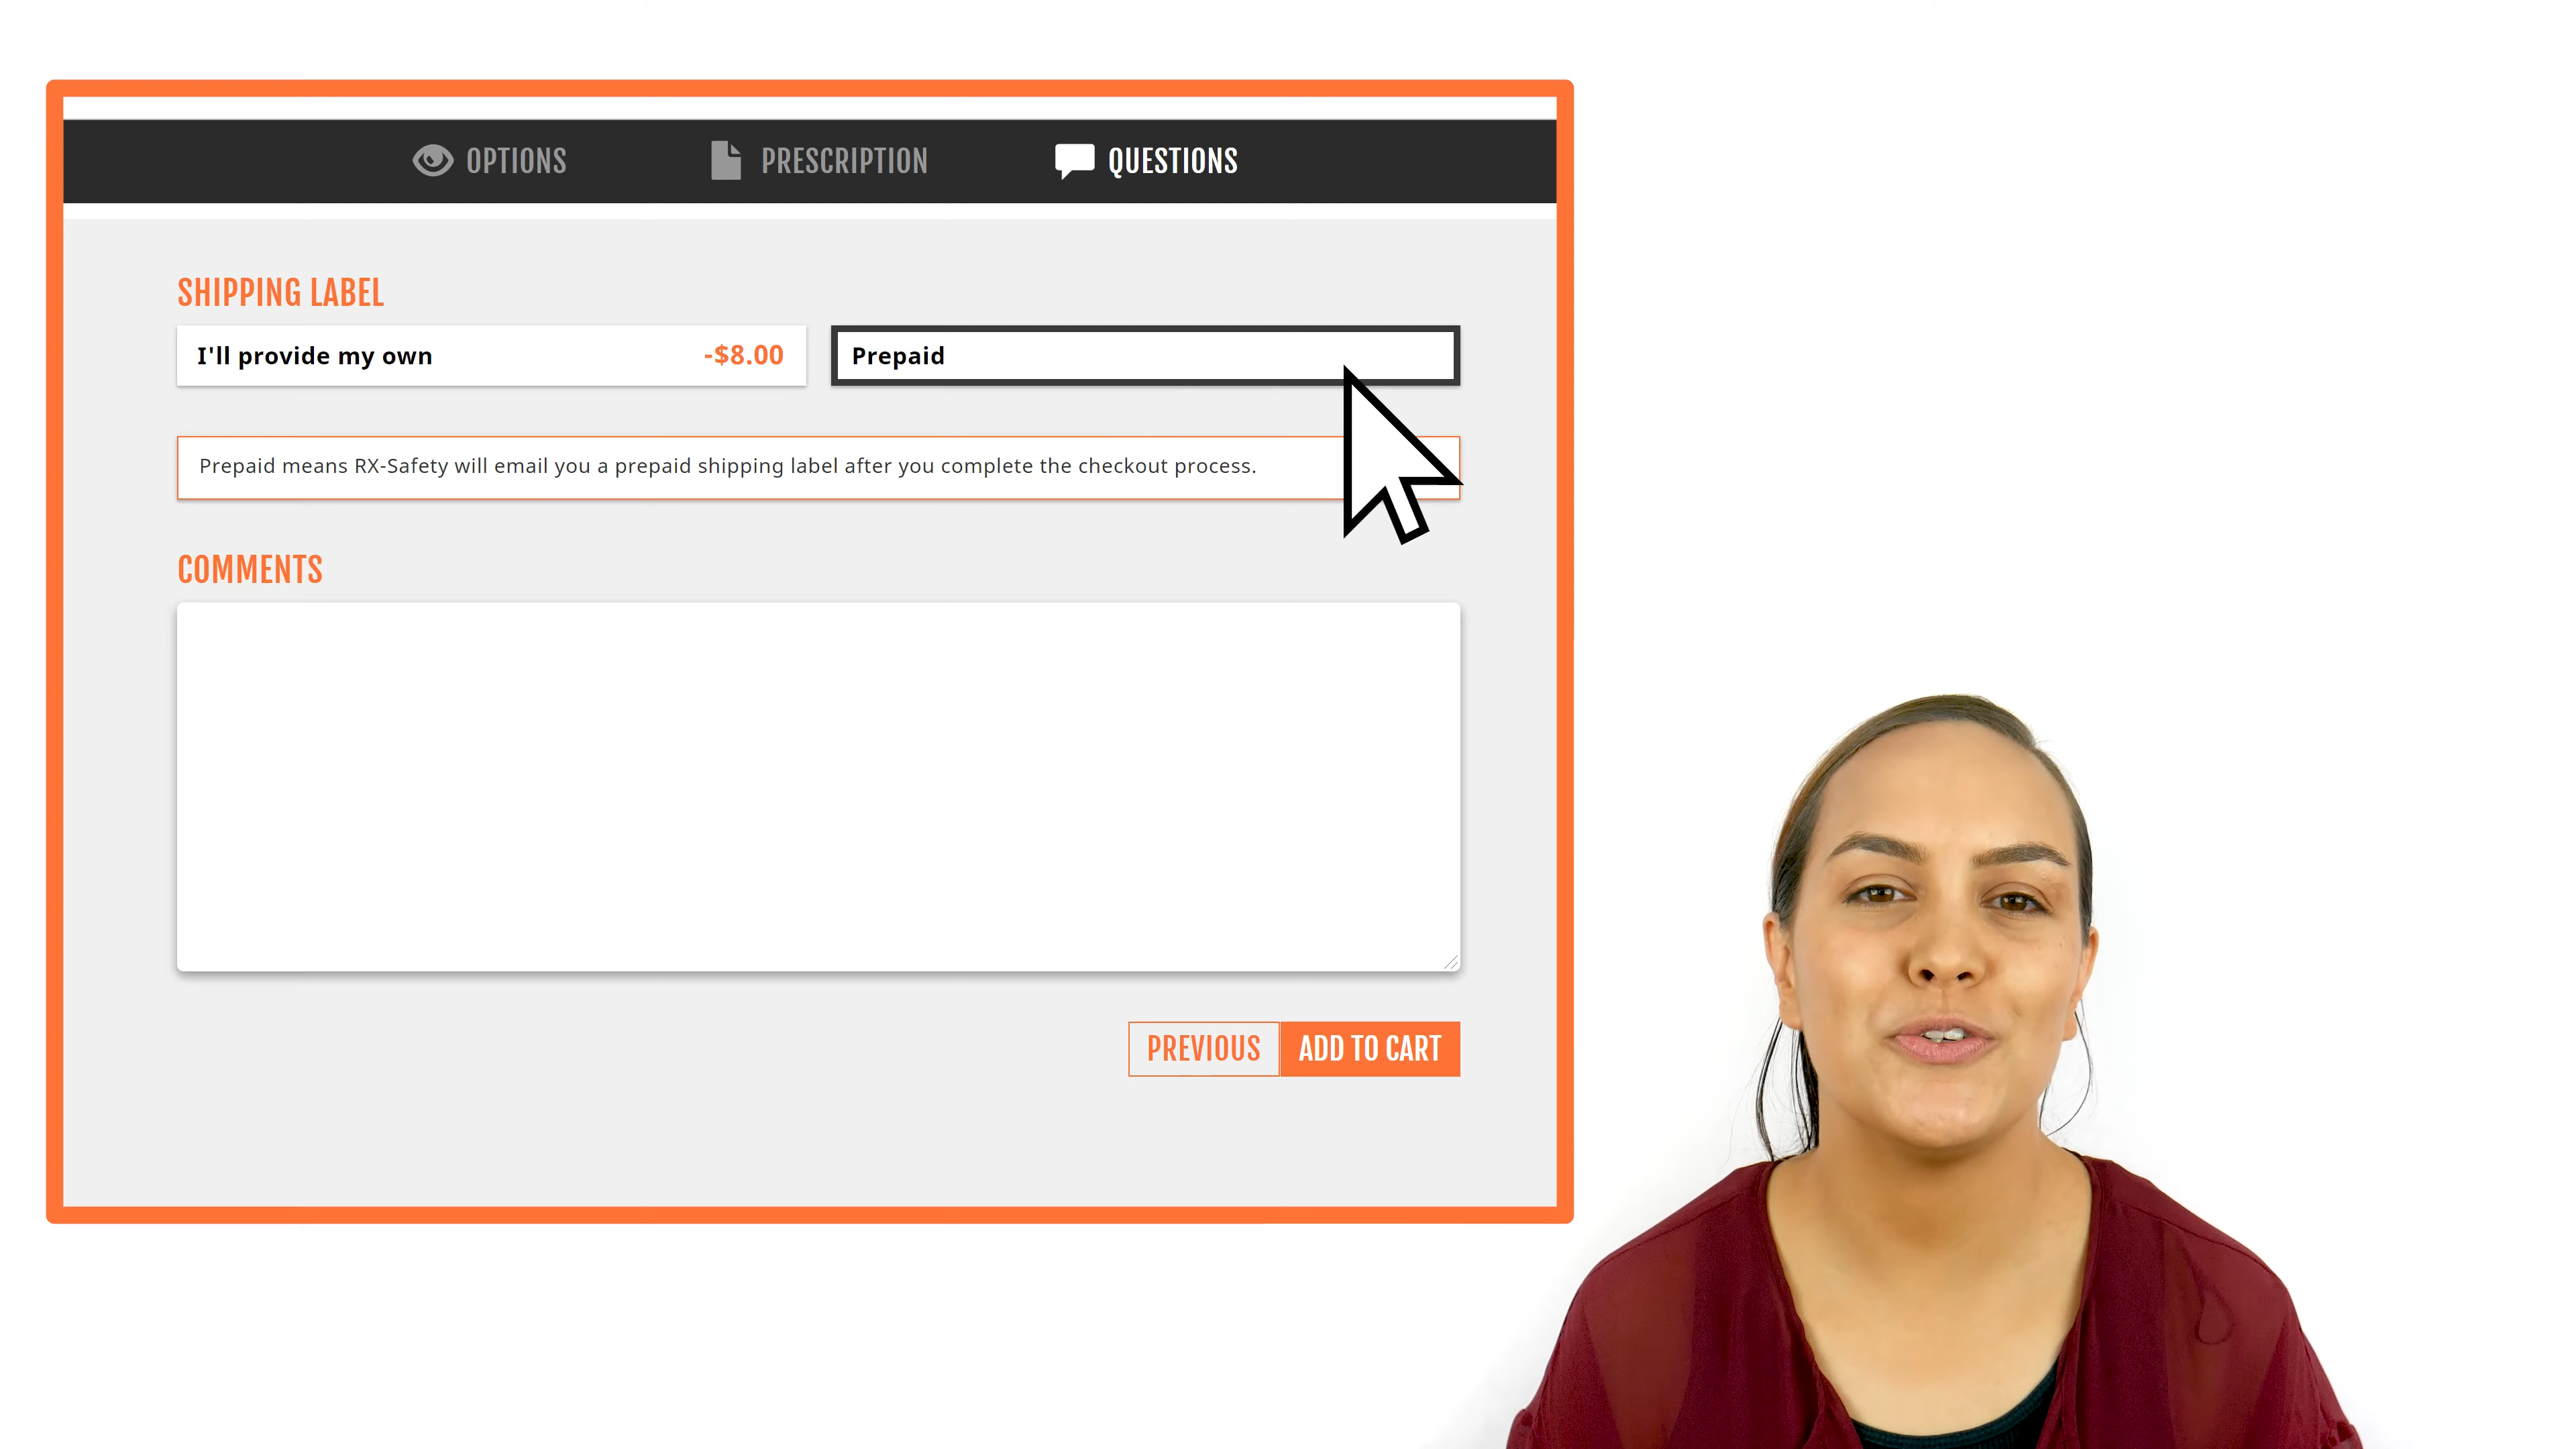 OPTIONS PRESCRIPTION QUESTIONS
SHIPPING LABEL
I'll provide my own -$8.00 Prepaid
Prepaid means RX-Safety will email you a prepaid shipping label after you complete the checkout process.
COMMENTS
PREVIOUS ADD TO CART